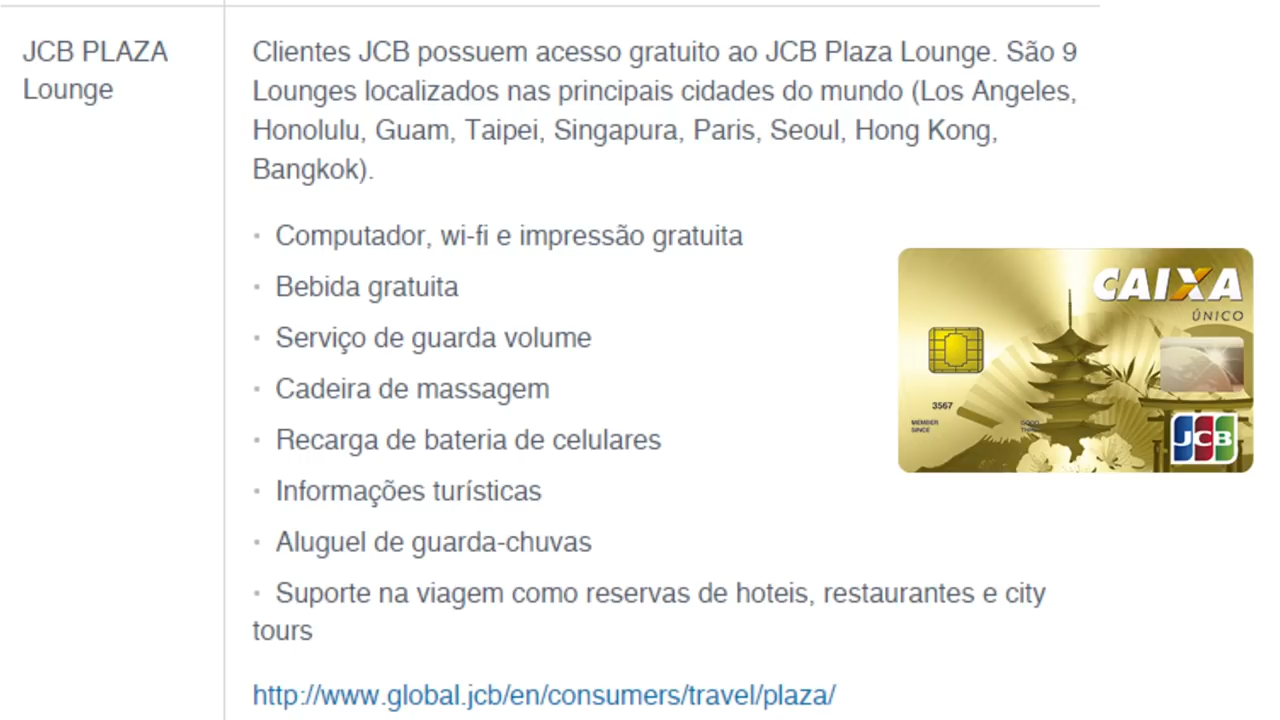 JCB PLAZA
Lounge
Clientes JCB possuem acesso gratuito ao JCB Plaza Lounge. São 9
Lounges localizados nas principais cidades do mundo (Los Angeles,
Honolulu, Guam, Taipei, Singapura, Paris, Seoul, Hong Kong,
Bangkok).
· Computador, wi-fi e impressão gratuita
· Bebida gratuita
· Serviço de guarda volume
· Cadeira de massagem
· Recarga de bateria de celulares
· Informações turísticas
· Aluguel de guarda-chuvas
· Suporte na viagem como reservas de hoteis, restaurantes e city
tours
http://www.global.jcb/en/consumers/travel/plaza/
CAIXA
ÚNICO
3567
MEMBER
SINCE
GOOD
THRU
JCB